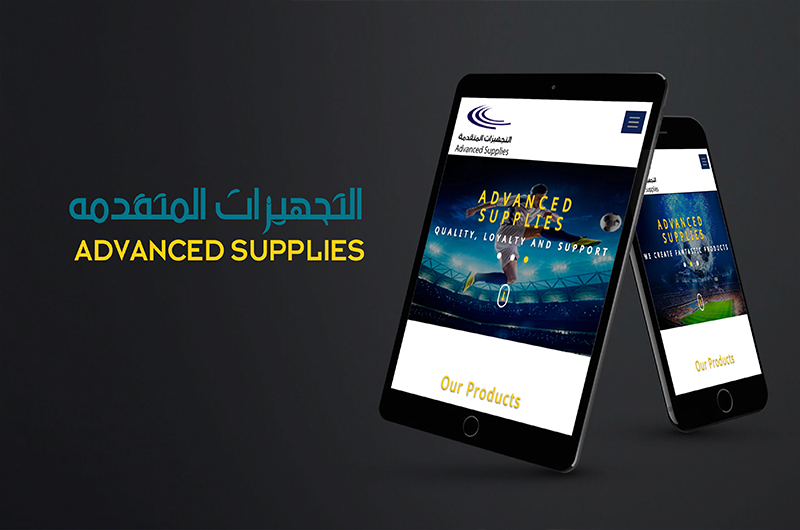 التجهيزات المتقدمه
ADVANCED SUPPLIES
التجهيزات المتقدمة
Advanced Supplies
ADVANCED
SUPPLIES
QUALITY, LOYALTY AND SUPPORT
Our Products
Supplies
ADVANCED
SUPPLIES
WE CREATE FANTASTIC PRODUCTS
Our Products